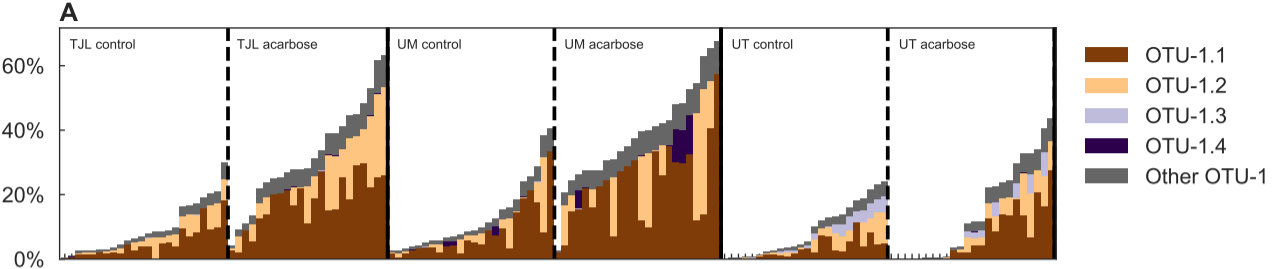 A
TJL control
TJL acarbose
UM control
UM acarbose
UT control
UT acarbose
60%
40%
20%
0%
OTU-1.1
OTU-1.2
OTU-1.3
OTU-1.4
Other OTU-1